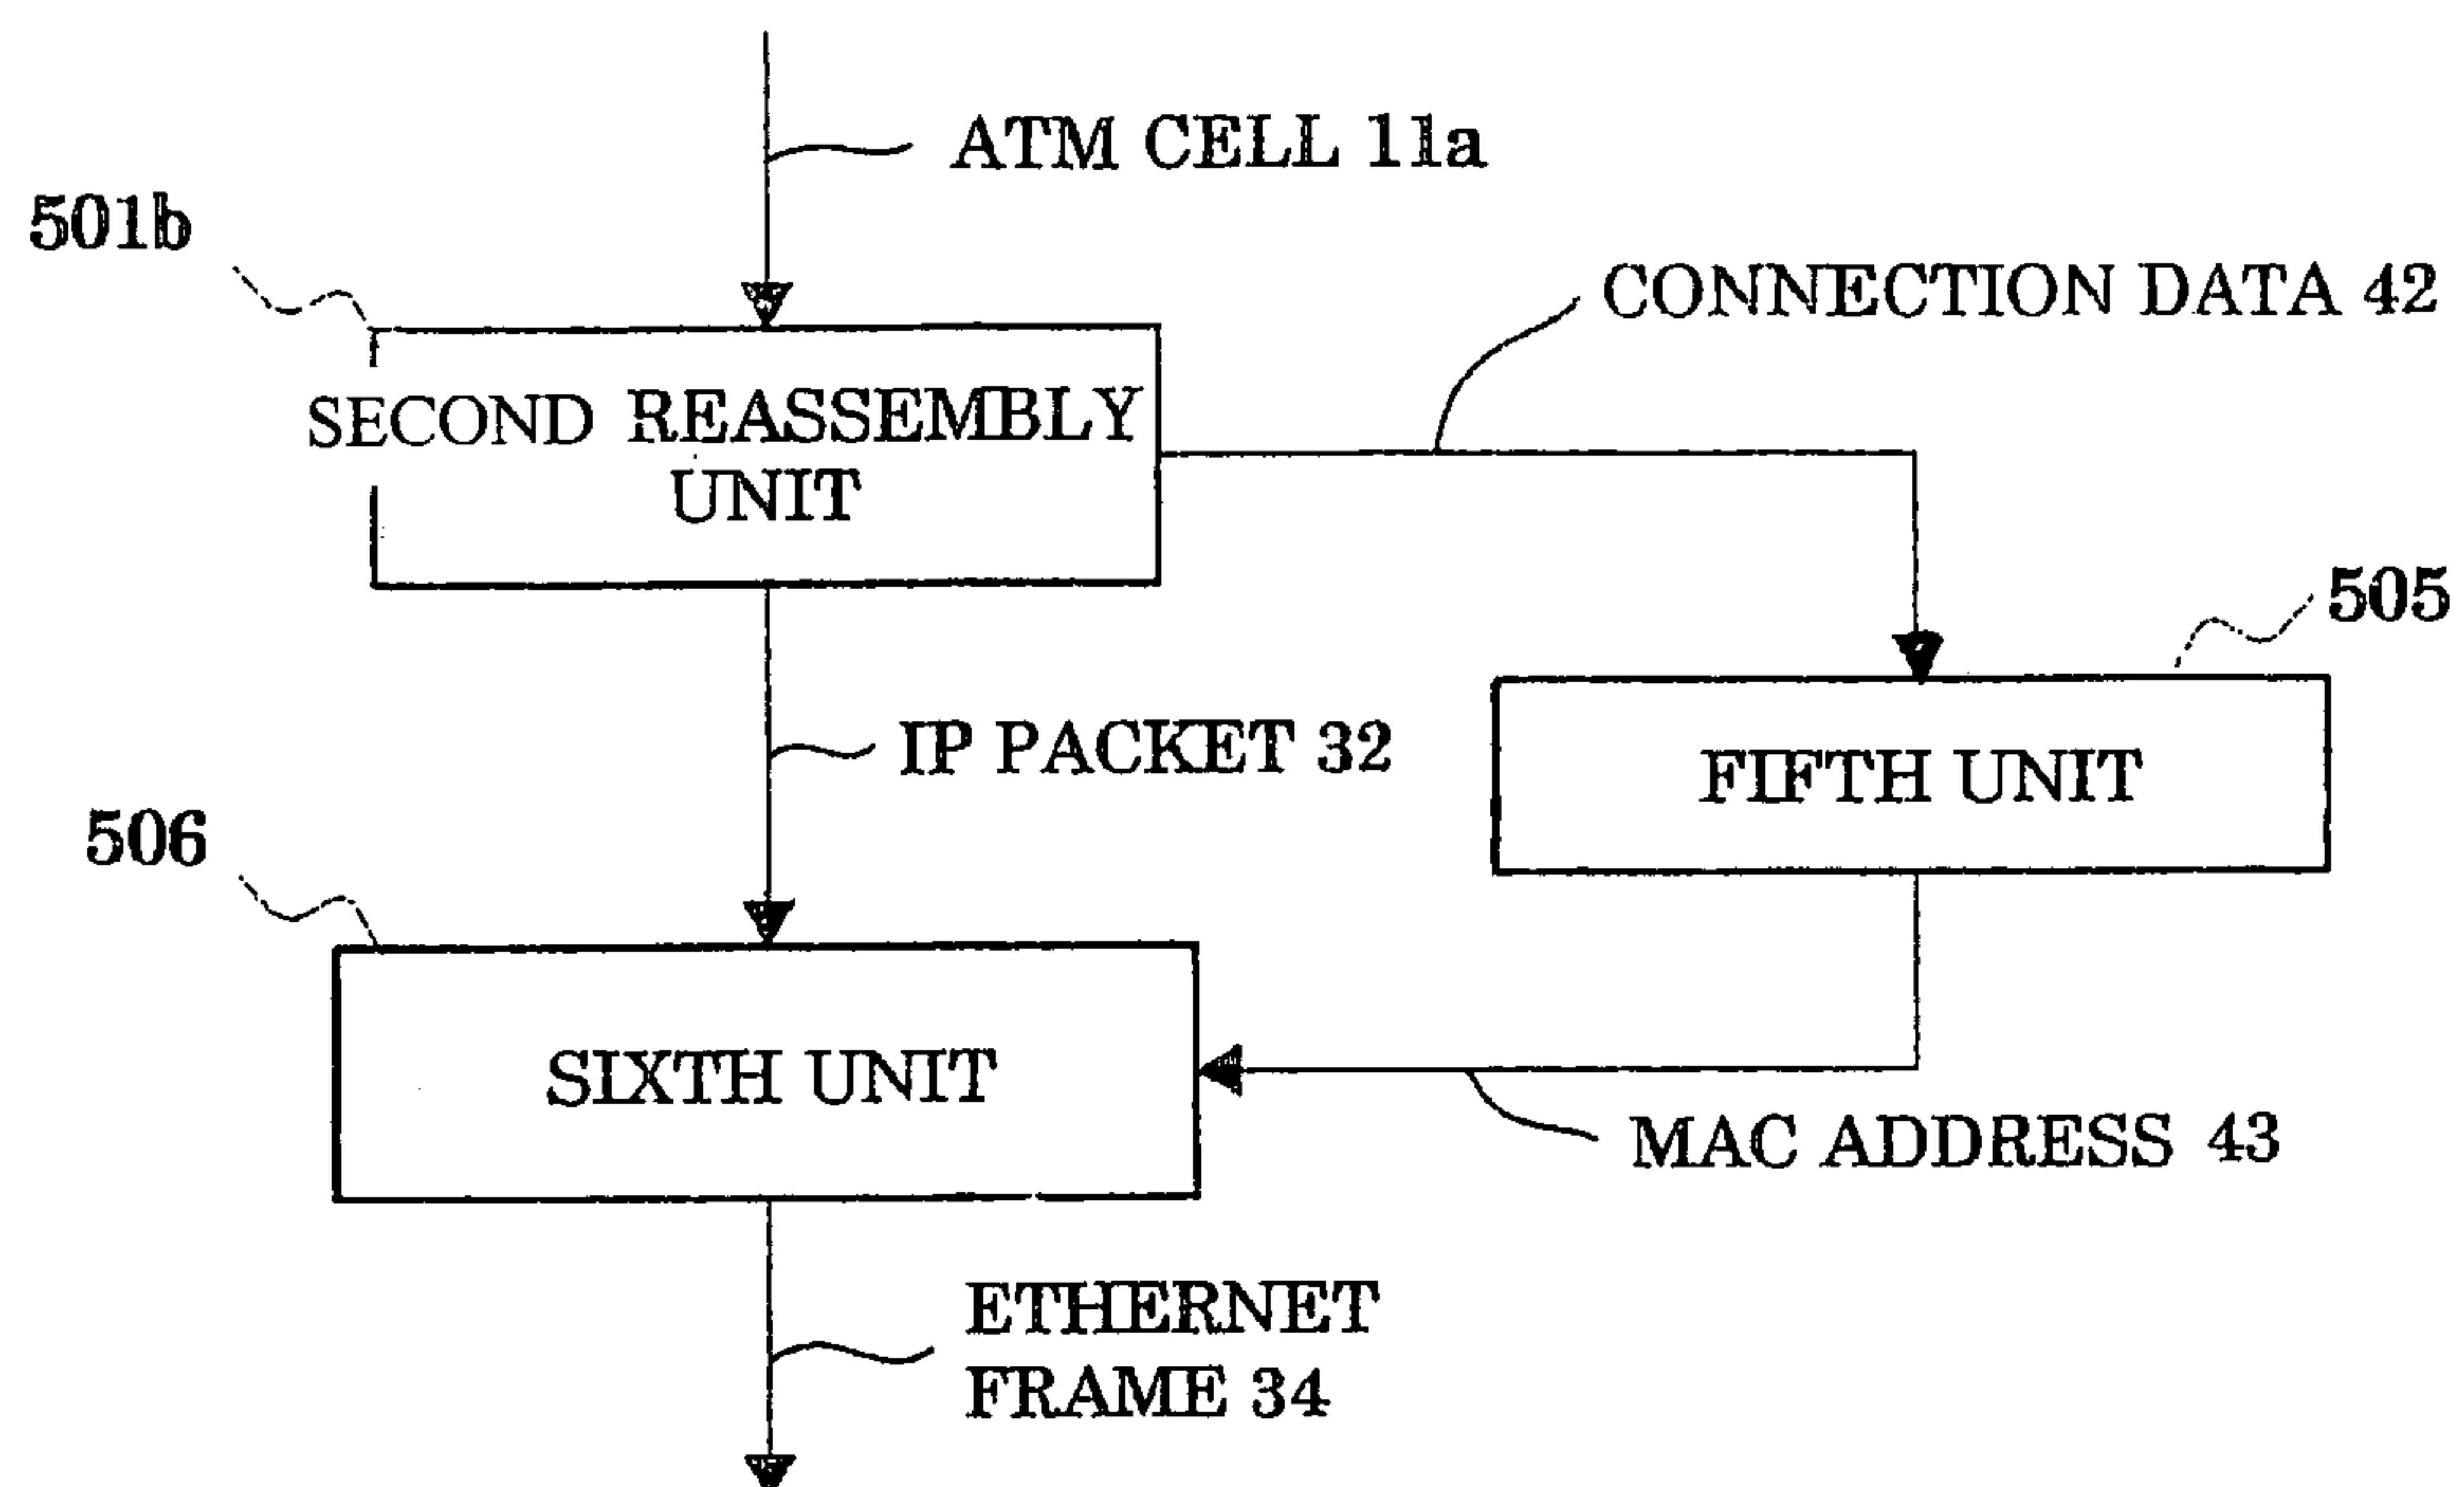 ATM CELL 11a
501b
CONNECTION DATA 42
SECOND REASSEMBLY
UNIT
505
IP PACKET 32
FIFTH UNIT
506
SIXTH UNIT
MAC ADDRESS 43
ETHERNET
FRAME 34